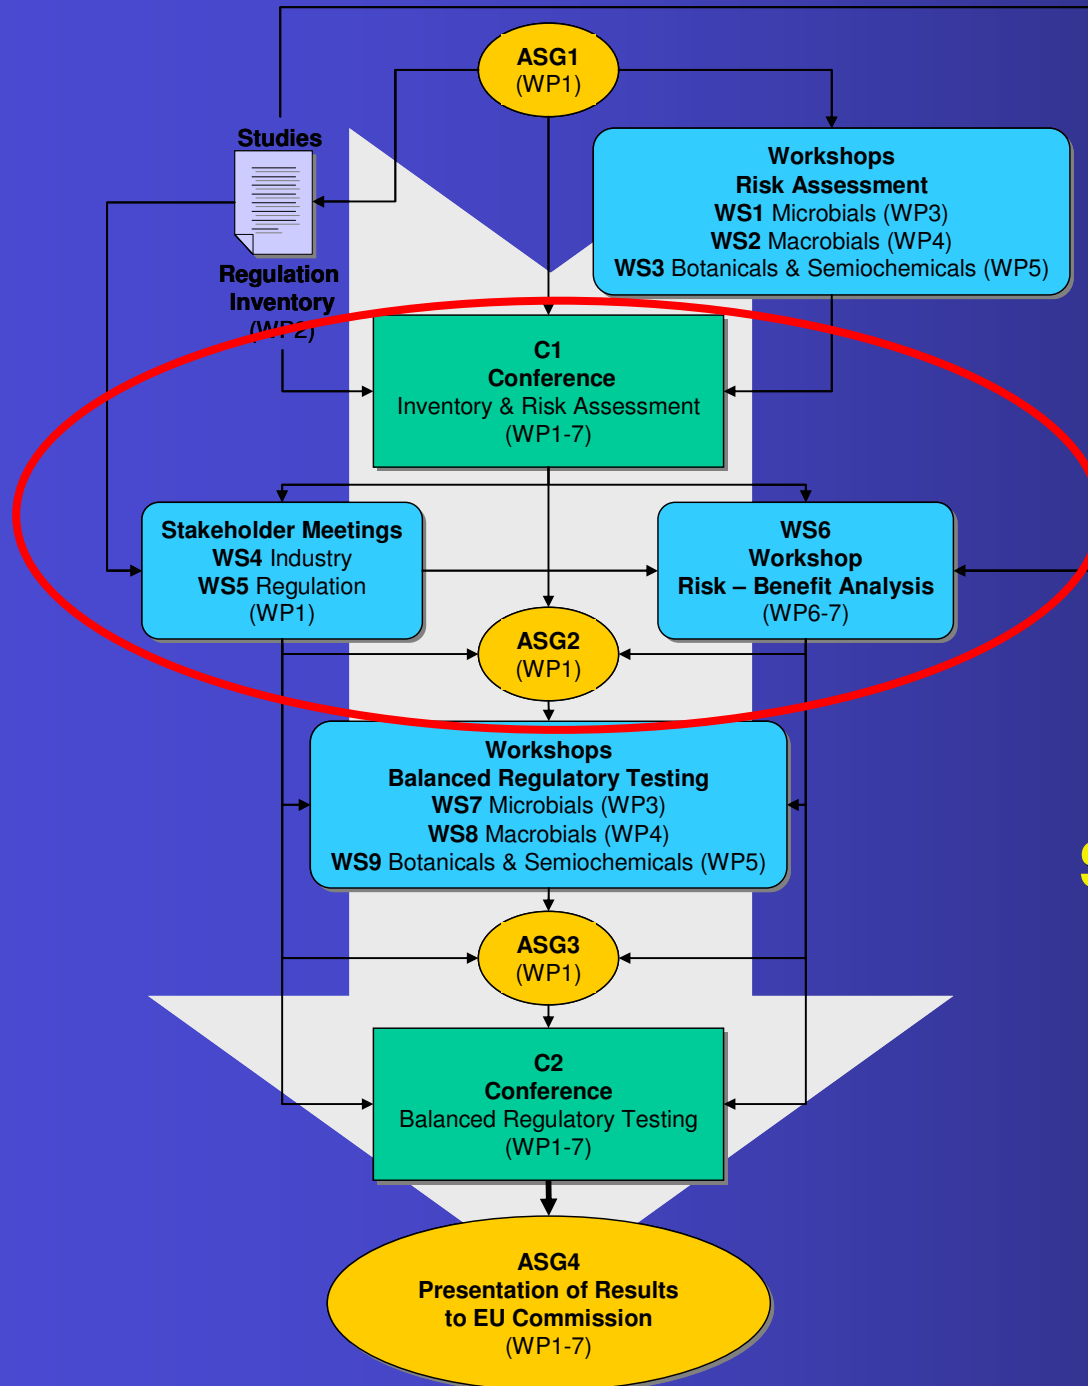 ASG1
(WP1)
Studies
Regulation
Inventory
(WP2)
Workshops
Risk Assessment
WS1 Microbials (WP3)
WS2 Macrobials (WP4)
WS3 Botanicals & Semiochemicals (WP5)
C1
Conference
Inventory & Risk Assessment
(WP1-7)
Stakeholder Meetings
WS4 Industry
WS5 Regulation
(WP1)
WS6
Workshop
Risk – Benefit Analysis
(WP6-7)
ASG2
(WP1)
Workshops
Balanced Regulatory Testing
WS7 Microbials (WP3)
WS8 Macrobials (WP4)
WS9 Botanicals & Semiochemicals (WP5)
ASG3
(WP1)
C2
Conference
Balanced Regulatory Testing
(WP1-7)
ASG4
Presentation of Results
to EU Commission
(WP1-7)